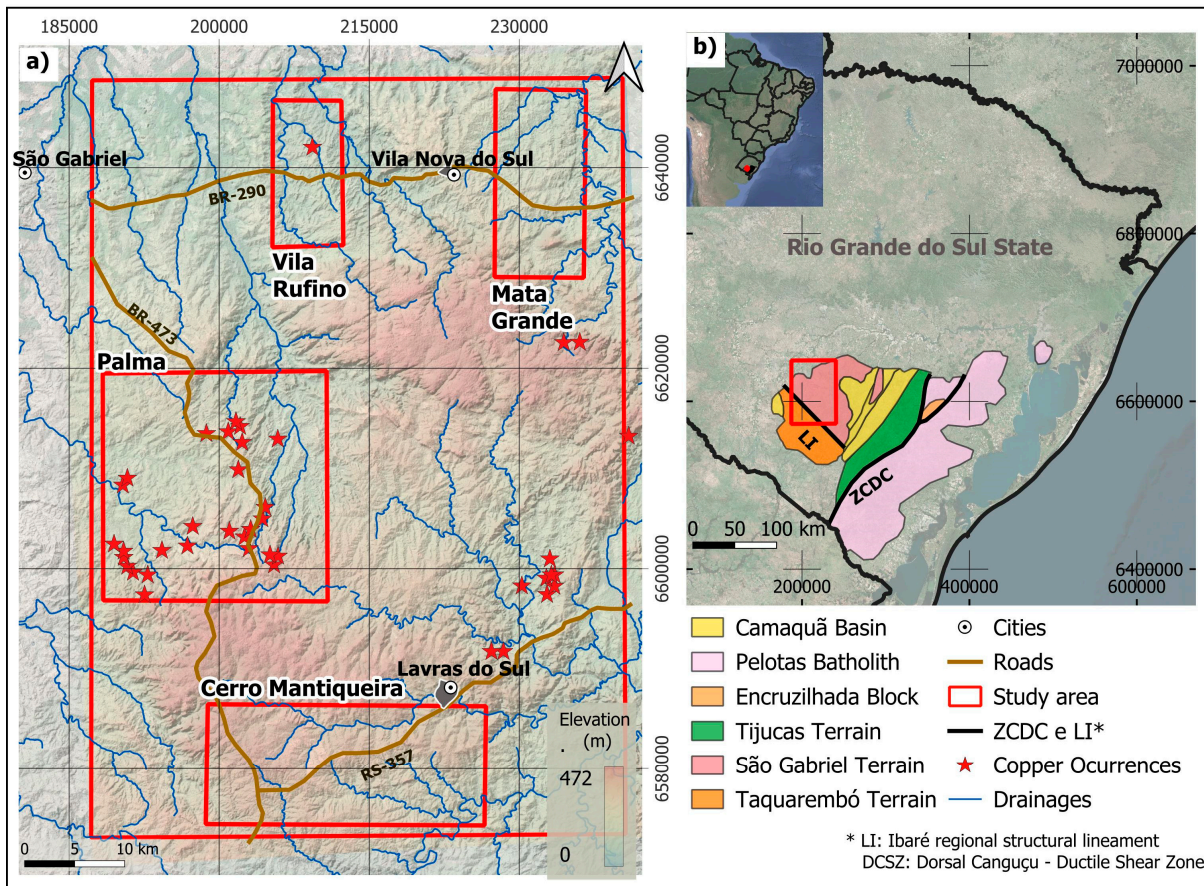 185000 200000 215000 230000
a)
São Gabriel
Vila Nova do Sul
BR-290
6640000
Vila
Rufino
Mata
Grande
BR-473
Palma
6620000
6600000
Lavras do Sul
Cerro Mantiqueira
RS-357
6580000
Elevation
(m)
.
472
0
0 5 10 km
b)
7000000
Rio Grande do Sul State
6800000
6600000
LI
ZCDC
0 50 100 km
6400000
200000 400000 600000
Camaquã Basin
Pelotas Batholith
Encruzilhada Block
Tijucas Terrain
São Gabriel Terrain
Taquarembó Terrain
Cities
Roads
Study area
ZCDC e LI*
Copper Ocurrences
Drainages
* LI: Ibaré regional structural lineament
DCSZ: Dorsal Canguçu - Ductile Shear Zone